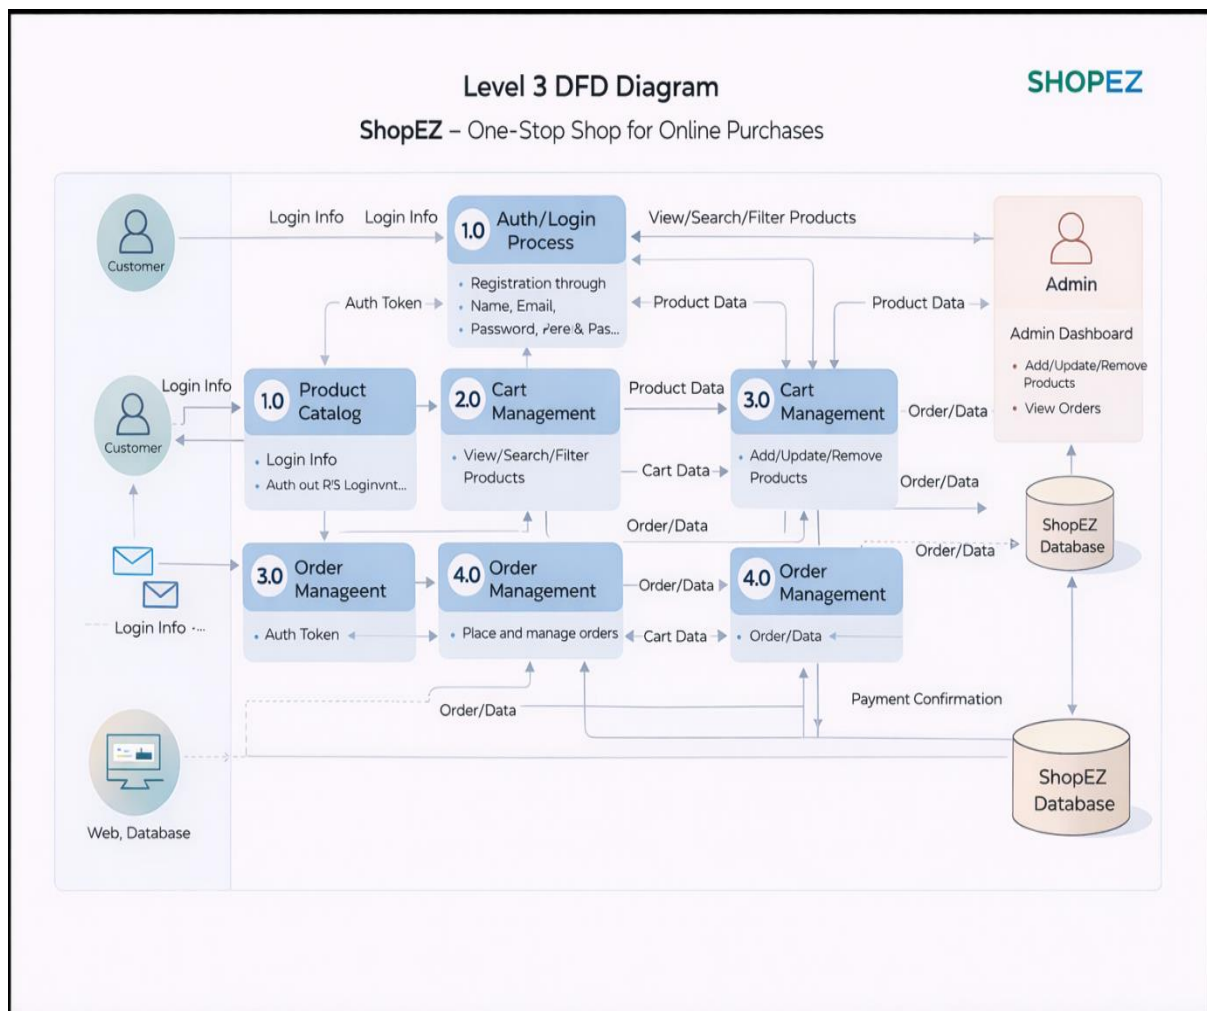 Level 3 DFD Diagram
SHOPEZ
ShopEZ – One-Stop Shop for Online Purchases
Customer
Login Info Login Info
1.0 Auth/Login
Process
• Registration through
• Name, Email,
• Password, & Pas...
View/Search/Filter Products
Admin
Admin Dashboard
• Add/Update/Remove
Products
• View Orders
Auth Token
Product Data
Product Data
Customer
Login Info
1.0 Product
Catalog
• Login Info
• Auth out R'S Loginvnt...
2.0 Cart
Management
• View/Search/Filter
Products
Product Data
Cart Data
3.0 Cart
Management
• Add/Update/Remove
Products
Order/Data
Order/Data
Order/Data
Order/Data
ShopEZ
Database
Login Info ·...
3.0 Order
Manageent
• Auth Token
4.0 Order
Management
• Place and manage orders
Order/Data
Cart Data
4.0 Order
Management
• Order/Data
Order/Data
Payment Confirmation
Web, Database
ShopEZ
Database